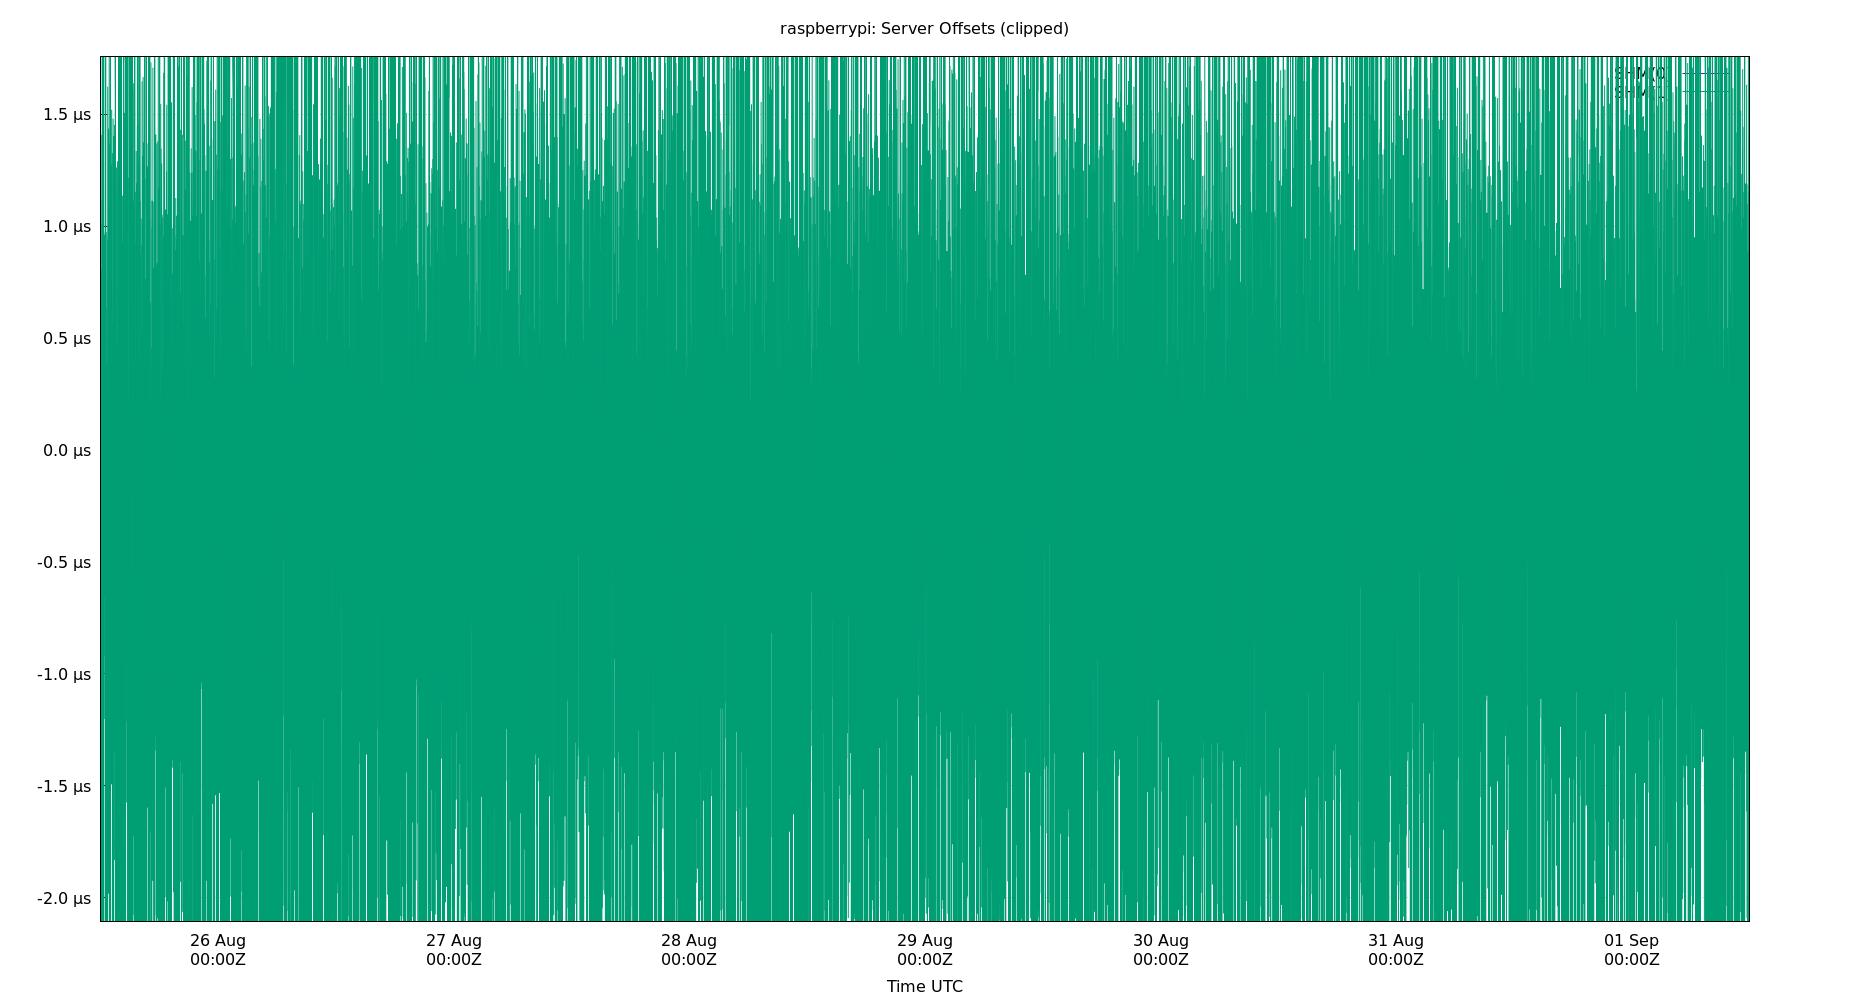 raspberrypi: Server Offsets (clipped)
SHM(0)
1.5 µs
1.0 µs
0.5 µs
0.0 µs
-0.5 µs
-1.0 µs
-1.5 µs
-2.0 µs
26 Aug 27 Aug 28 Aug 29 Aug 30 Aug 31 Aug 01 Sep
00:00Z 00:00Z 00:00Z 00:00Z 00:00Z 00:00Z 00:00Z
Time UTC